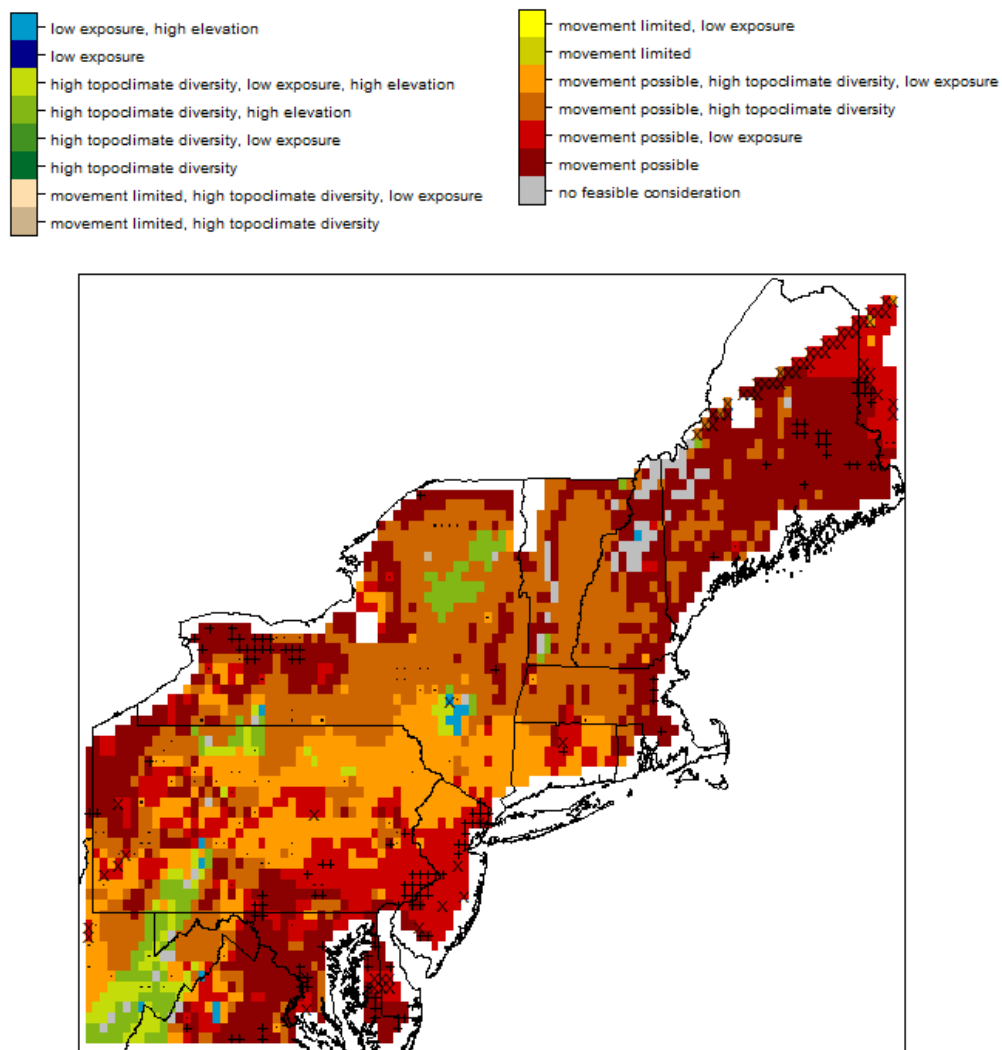 low exposure, high elevation
low exposure
high topoclimate diversity, low exposure, high elevation
high topoclimate diversity, high elevation
high topoclimate diversity, low exposure
high topoclimate diversity
movement limited, high topoclimate diversity, low exposure
movement limited, high topoclimate diversity
movement limited, low exposure
movement limited
movement possible, high topoclimate diversity, low exposure
movement possible, high topoclimate diversity
movement possible, low exposure
movement possible
no feasible consideration